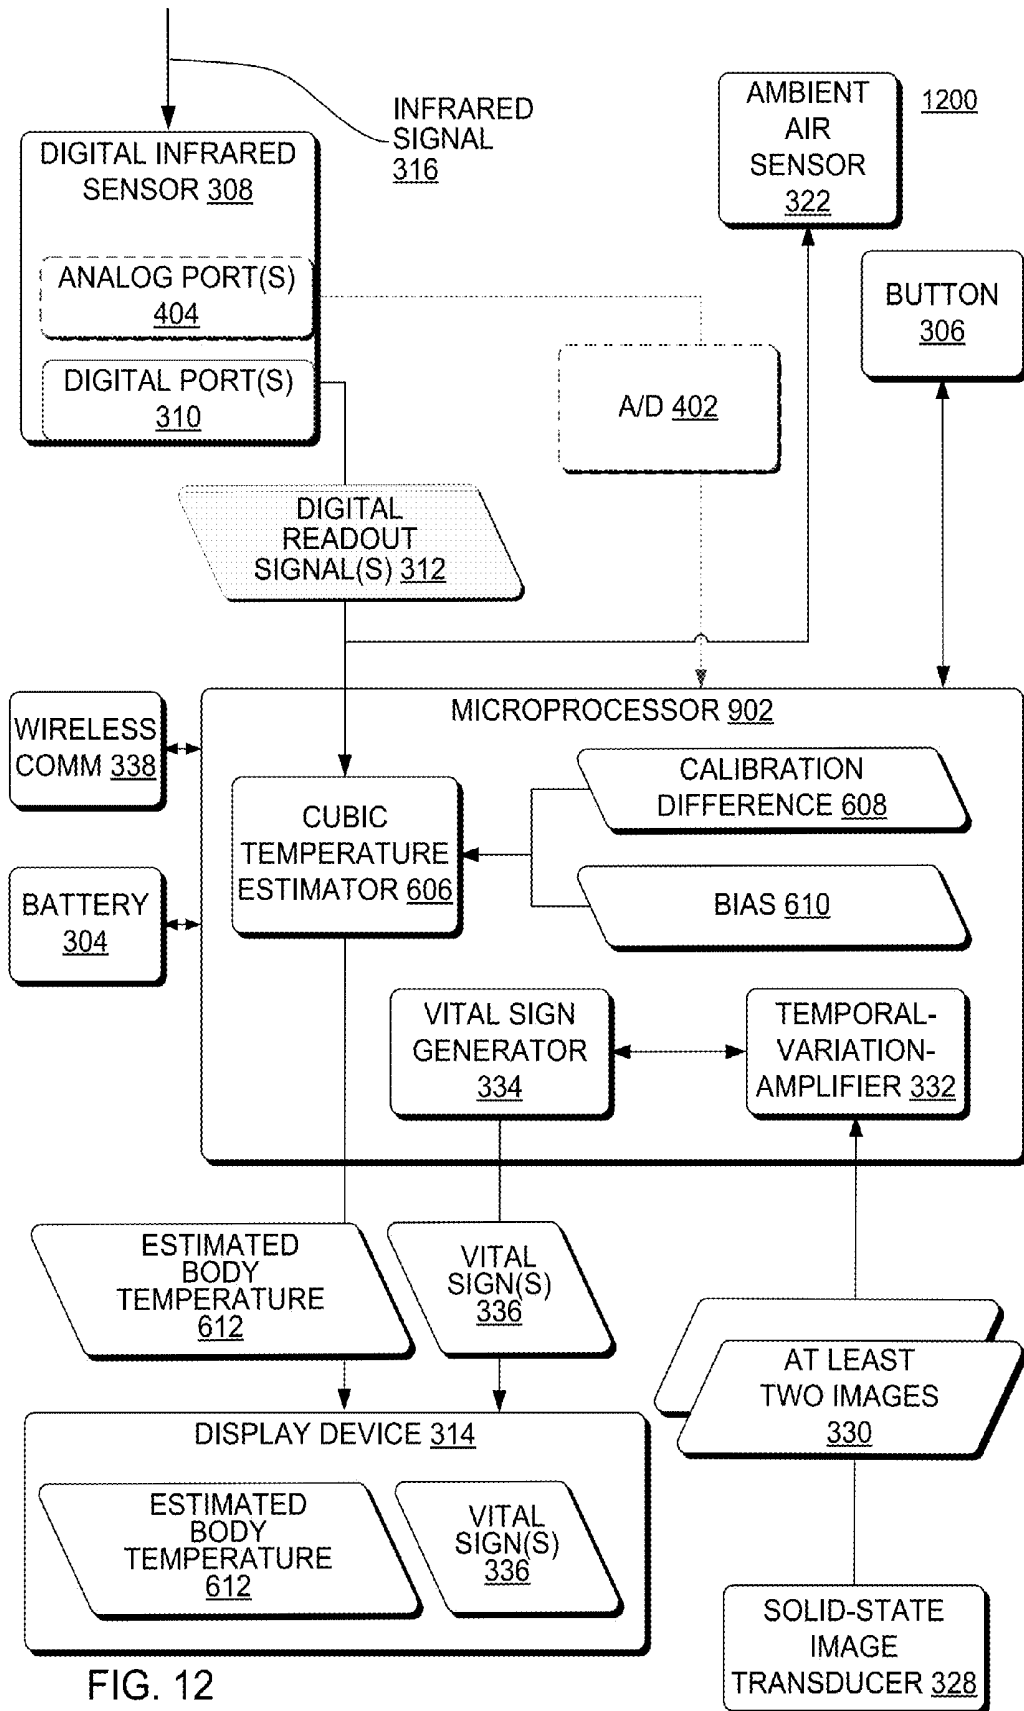 INFRARED
SIGNAL
316
AMBIENT
AIR
SENSOR
322
1200
DIGITAL INFRARED
SENSOR 308
ANALOG PORT(S)
404
DIGITAL PORT(S)
310
A/D 402
BUTTON
306
DIGITAL
READOUT
SIGNAL(S) 312
WIRELESS
COMM 338
BATTERY
304
MICROPROCESSOR 902
CUBIC
TEMPERATURE
ESTIMATOR 606
CALIBRATION
DIFFERENCE 608
BIAS 610
VITAL SIGN
GENERATOR
334
TEMPORAL-
VARIATION-
AMPLIFIER 332
ESTIMATED
BODY
TEMPERATURE
612
VITAL
SIGN(S)
336
AT LEAST
TWO IMAGES
330
DISPLAY DEVICE 314
ESTIMATED
BODY
TEMPERATURE
612
VITAL
SIGN(S)
336
SOLID-STATE
IMAGE
TRANSDUCER 328
FIG. 12